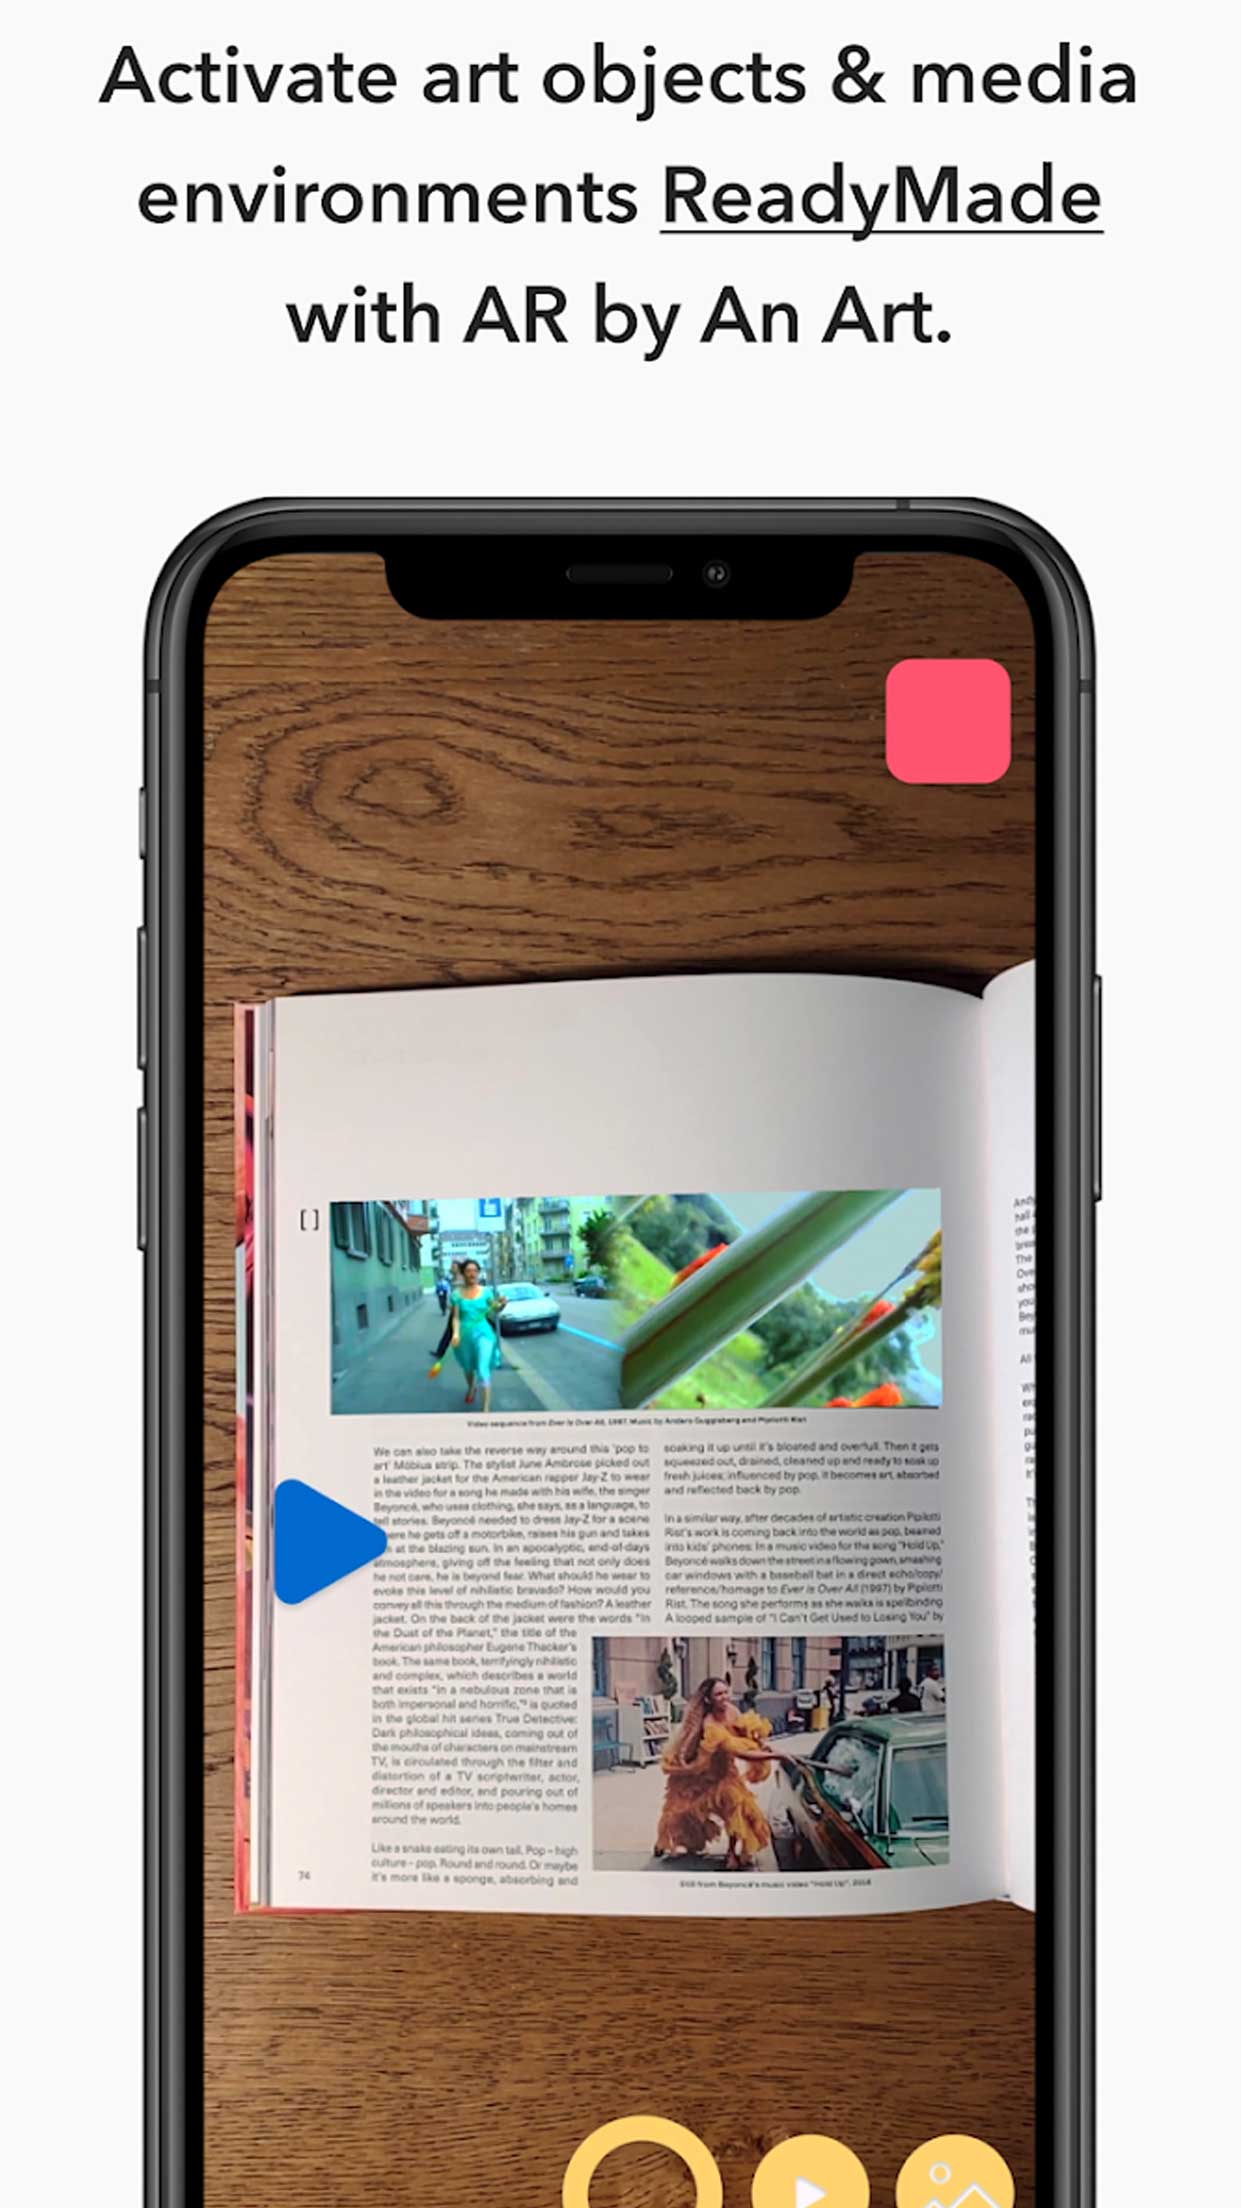 Activate art objects & media
environments ReadyMade
with AR by An Art.
[ ]
Video sequence from Ever Is Over All, 1997. Music by Anders Guggisberg and Pipilotti Rist
We can also take the reverse way around this 'pop to
art' Möbius strip. The stylist June Ambrose picked out
a leather jacket for the American rapper Jay-Z to wear
in the video for a song he made with his wife, the singer
Beyoncé, who uses clothing, she says, as a language, to
tell stories. Beyoncé needed to dress Jay-Z for a scene
he gets off a motorbike, raises his gun and takes
at the blazing sun. In an apocalyptic, end-of-days
atmosphere, giving off the feeling that not only does
he not care, he is beyond fear. What should he wear to
evoke this level of nihilistic bravado? How would you
convey all this through the medium of fashion? A leather
jacket. On the back of the jacket were the words "In
the Dust of the Planet," the title of the
American philosopher Eugene Thacker's
book. The same book, terrifyingly nihilistic
and complex, which describes a world
that exists "in a nebulous zone that is
both impersonal and horrific," is quoted
in the global hit series True Detective:
Dark philosophical ideas, coming out of
the mouths of characters on mainstream
TV, is circulated through the filter and
distortion of a TV scriptwriter, actor,
director and editor, and pouring out of
millions of speakers into people's homes
around the world.
Like a snake eating its own tail. Pop – high
culture – pop. Round and round. Or maybe
it's more like a sponge, absorbing and
soaking it up until it's bloated and overfull. Then it gets
squeezed out, drained, cleaned up and ready to soak up
fresh juices; influenced by pop, it becomes art, absorbed
and reflected back by pop.
In a similar way, after decades of artistic creation Pipilotti
Rist's work is coming back into the world as pop, beamed
into kids' phones: In a music video for the song "Hold Up,"
Beyoncé walks down the street in a flowing gown, smashing
car windows with a baseball bat in a direct echo/copy/
reference/homage to Ever is Over All (1997) by Pipilotti
Rist. The song she performs as she walks is spellbinding
A looped sample of "I Can't Get Used to Losing You" by
Still from Beyoncé's music video "Hold Up", 2016
74